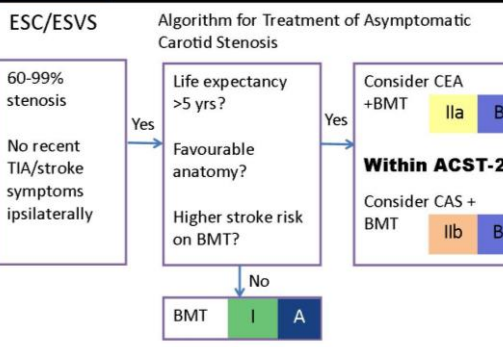 ESC/ESVS
Algorithm for Treatment of Asymptomatic
Carotid Stenosis
60-99%
stenosis
No recent
TIA/stroke
symptoms
ipsilaterally
Yes
Life expectancy
>5 yrs?
Favourable
anatomy?
Higher stroke risk
on BMT?
Yes
Consider CEA
+BMT
IIa
B
Within ACST-2
Consider CAS +
BMT
IIb
B
No
BMT
I
A